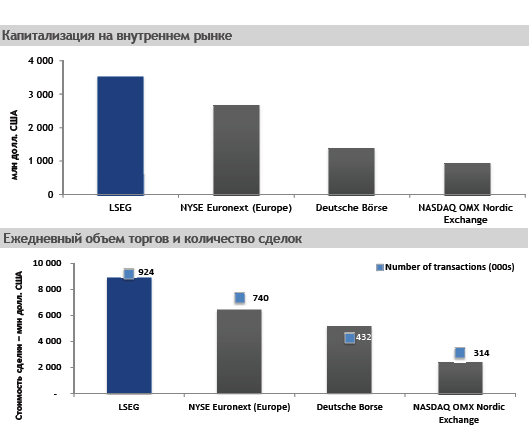 Капитализация на внутреннем рынке
млн долл. США
4 000
3 000
2 000
1 000
0
LSEG
NYSE Euronext (Europe)
Deutsche Börse
NASDAQ OMX Nordic
Exchange
Ежедневный объем торгов и количество сделок
Стоимость сделки – млн долл. США
10 000
8 000
6 000
4 000
2 000
-
Number of transactions (000s)
924
740
432
314
LSEG
NYSE Euronext (Europe)
Deutsche Borse
NASDAQ OMX Nordic
Exchange